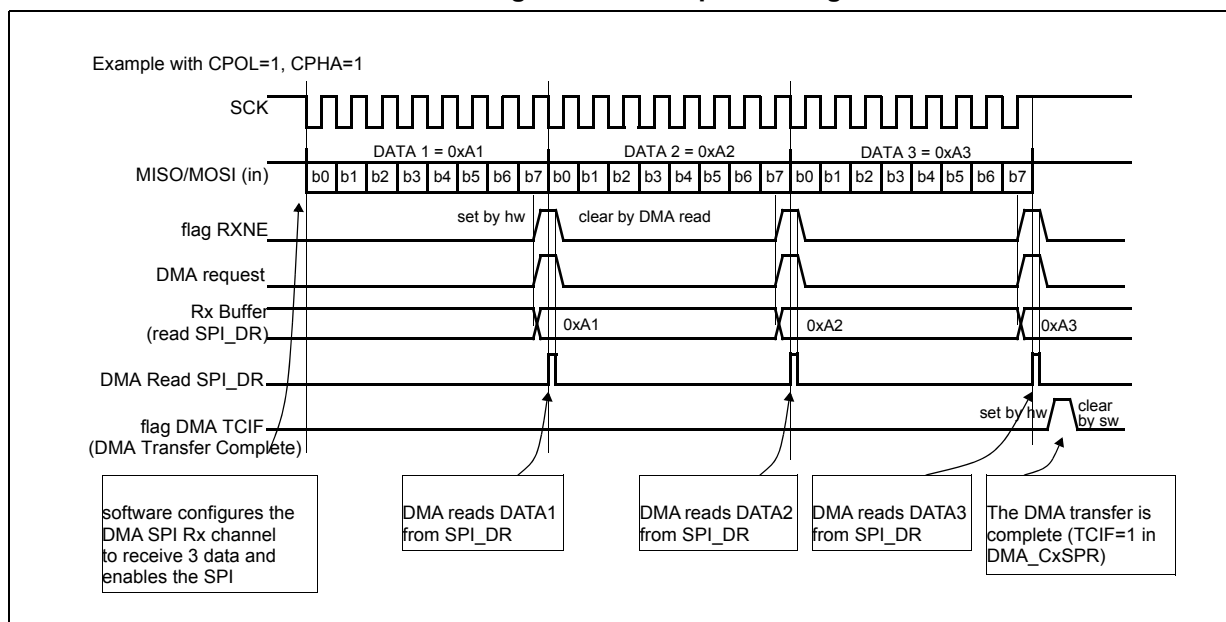 Example with CPOL=1, CPHA=1
SCK
DATA 1 = 0xA1
DATA 2 = 0xA2
DATA 3 = 0xA3
MISO/MOSI (in)
b0 b1 b2 b3 b4 b5 b6 b7 b0 b1 b2 b3 b4 b5 b6 b7 b0 b1 b2 b3 b4 b5 b6 b7
set by hw
clear by DMA read
flag RXNE
DMA request
Rx Buffer
(read SPI_DR)
0xA1
0xA2
0xA3
DMA Read SPI_DR
flag DMA TCIF
(DMA Transfer Complete)
set by hw
clear
by sw
software configures the
DMA SPI Rx channel
to receive 3 data and
enables the SPI
DMA reads DATA1
from SPI_DR
DMA reads DATA2
from SPI_DR
DMA reads DATA3
from SPI_DR
The DMA transfer is
complete (TCIF=1 in
DMA_CxSPR)